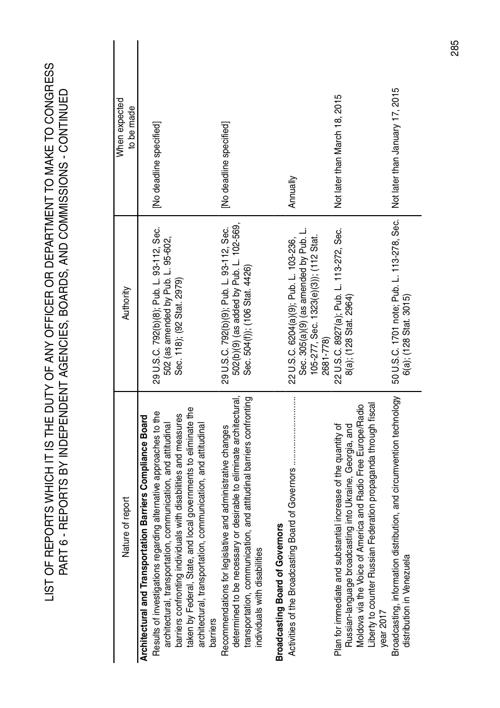 LIST OF REPORTS WHICH IT IS THE DUTY OF ANY OFFICER OR DEPARTMENT TO MAKE TO CONGRESS
PART 6 - REPORTS BY INDEPENDENT AGENCIES, BOARDS, AND COMMISSIONS - CONTINUED
Nature of report
Authority
When expected
to be made
Architectural and Transportation Barriers Compliance Board
Results of investigations regarding alternative approaches to the
architectural, transportation, communication, and attitudinal
barriers confronting individuals with disabilities and measures
taken by Federal, State, and local governments to eliminate the
architectural, transportation, communication, and attitudinal
barriers
29 U.S.C. 792(b)(8); Pub. L. 93-112, Sec.
502 (as amended by Pub. L. 95-602,
Sec. 118); (92 Stat. 2979)
[No deadline specified]
Recommendations for legislative and administrative changes
determined to be necessary or desirable to eliminate architectural,
transportation, communication, and attitudinal barriers confronting
individuals with disabilities
29 U.S.C. 792(b)(9); Pub. L. 93-112, Sec.
502(b)(9) (as added by Pub. L. 102-569,
Sec. 504(f)); (106 Stat. 4426)
[No deadline specified]
Broadcasting Board of Governors
Activities of the Broadcasting Board of Governors ..............................
22 U.S.C. 6204(a)(9); Pub. L. 103-236,
Sec. 305(a)(9) (as amended by Pub. L.
105-277, Sec. 1323(e)(3)); (112 Stat.
2681-778)
Annually
Plan for immediate and substantial increase of the quantity of
Russian-language broadcasting into Ukraine, Georgia, and
Moldova via the Voice of America and Radio Free Europe/Radio
Liberty to counter Russian Federation propaganda through fiscal
year 2017
22 U.S.C. 8927(a); Pub. L. 113-272, Sec.
8(a); (128 Stat. 2964)
Not later than March 18, 2015
Broadcasting, information distribution, and circumvention technology
distribution in Venezuela
50 U.S.C. 1701 note; Pub. L. 113-278, Sec.
6(a); (128 Stat. 3015)
Not later than January 17, 2015
285